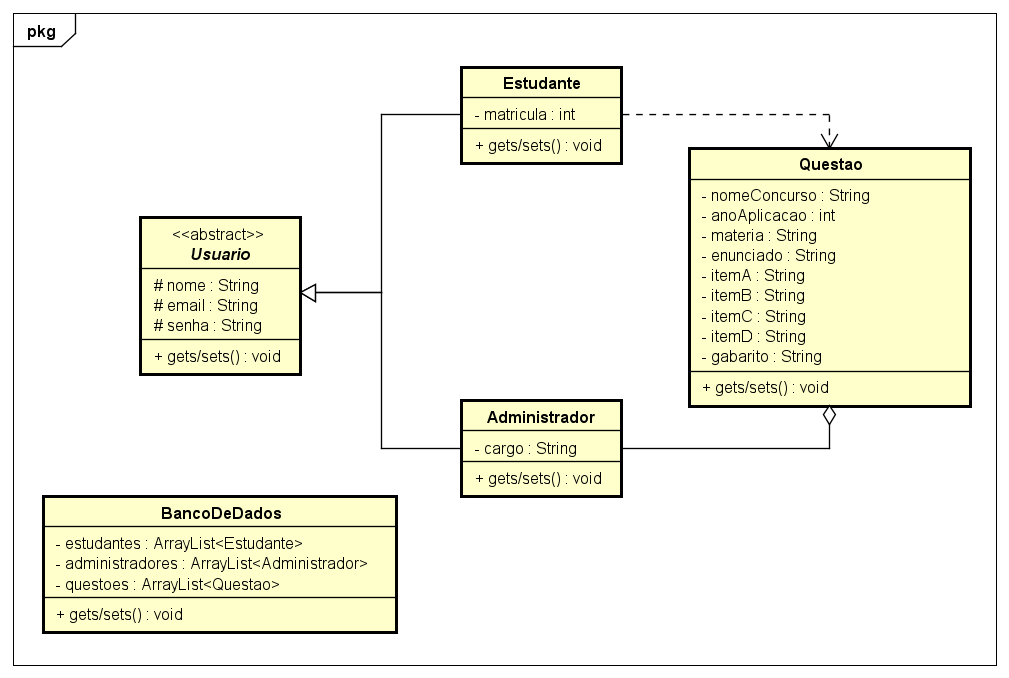 pkg
Estudante
- matricula : int
+ gets/sets() : void
Questao
- nomeConcurso : String
- anoAplicacao : int
- materia : String
- enunciado : String
- itemA : String
- itemB : String
- itemC : String
- itemD : String
- gabarito : String
+ gets/sets() : void
<<abstract>>
Usuario
# nome : String
# email : String
# senha : String
+ gets/sets() : void
Administrador
- cargo : String
+ gets/sets() : void
BancoDeDados
- estudantes : ArrayList<Estudante>
- administradores : ArrayList<Administrador>
- questoes : ArrayList<Questao>
+ gets/sets() : void